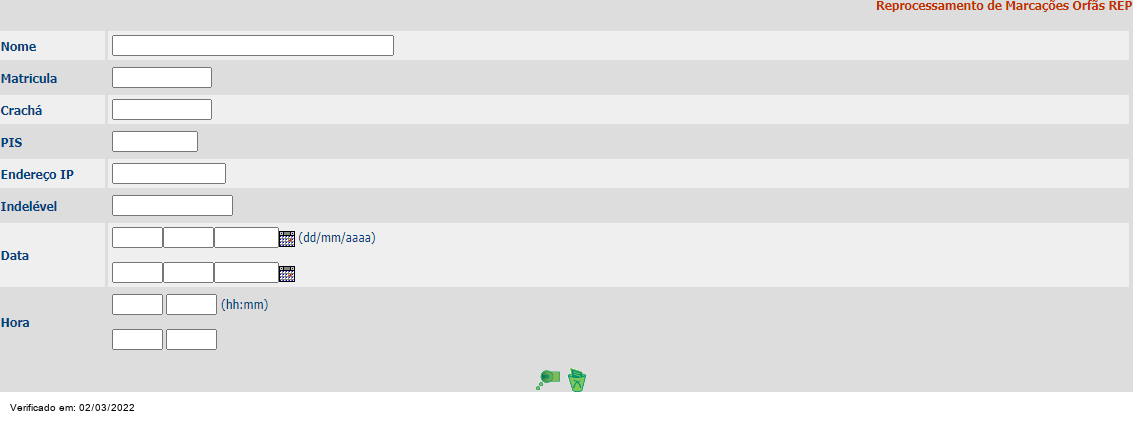 Reprocessamento de Marcações Orfãs REP
Nome
Matricula
Crachá
PIS
Endereço IP
Indelével
Data
(dd/mm/aaaa)
Hora
(hh:mm)
Verificado em: 02/03/2022